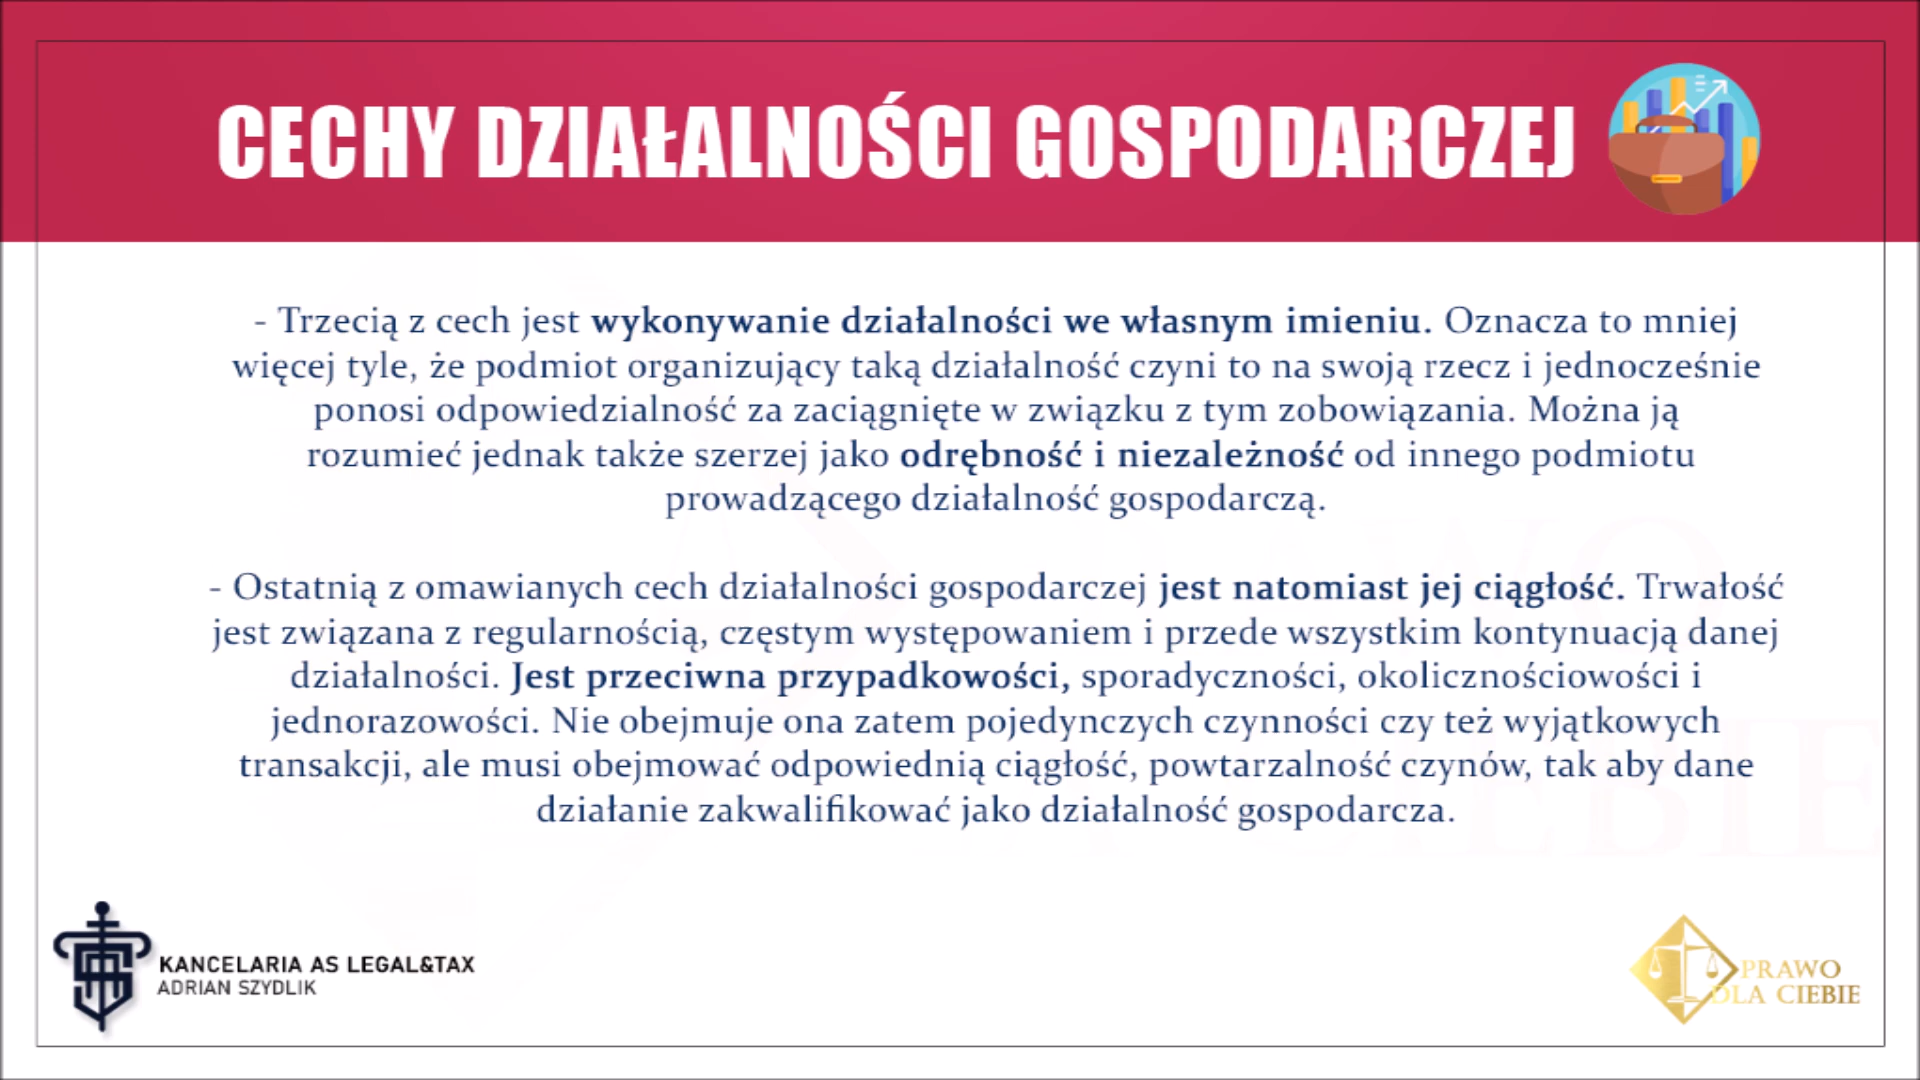 CECHY DZIAŁALNOŚCI GOSPODARCZEJ
- Trzecią z cech jest wykonywanie działalności we własnym imieniu. Oznacza to mniej
więcej tyle, że podmiot organizujący taką działalność czyni to na swoją rzecz i jednocześnie
ponosi odpowiedzialność za zaciągnięte w związku z tym zobowiązania. Można ją
rozumieć jednak także szerzej jako odrębność i niezależność od innego podmiotu
prowadzącego działalność gospodarczą.
- Ostatnią z omawianych cech działalności gospodarczej jest natomiast jej ciągłość. Trwałość
jest związana z regularnością, częstym występowaniem i przede wszystkim kontynuacją danej
działalności. Jest przeciwna przypadkowości, sporadyczności, okolicznościowości i
jednorazowości. Nie obejmuje ona zatem pojedynczych czynności czy też wyjątkowych
transakcji, ale musi obejmować odpowiednią ciągłość, powtarzalność czynów, tak aby dane
działanie zakwalifikować jako działalność gospodarcza.
KANCELARIA AS LEGAL&TAX
ADRIAN SZYDLIK
PRAWO
DLA CIEBIE